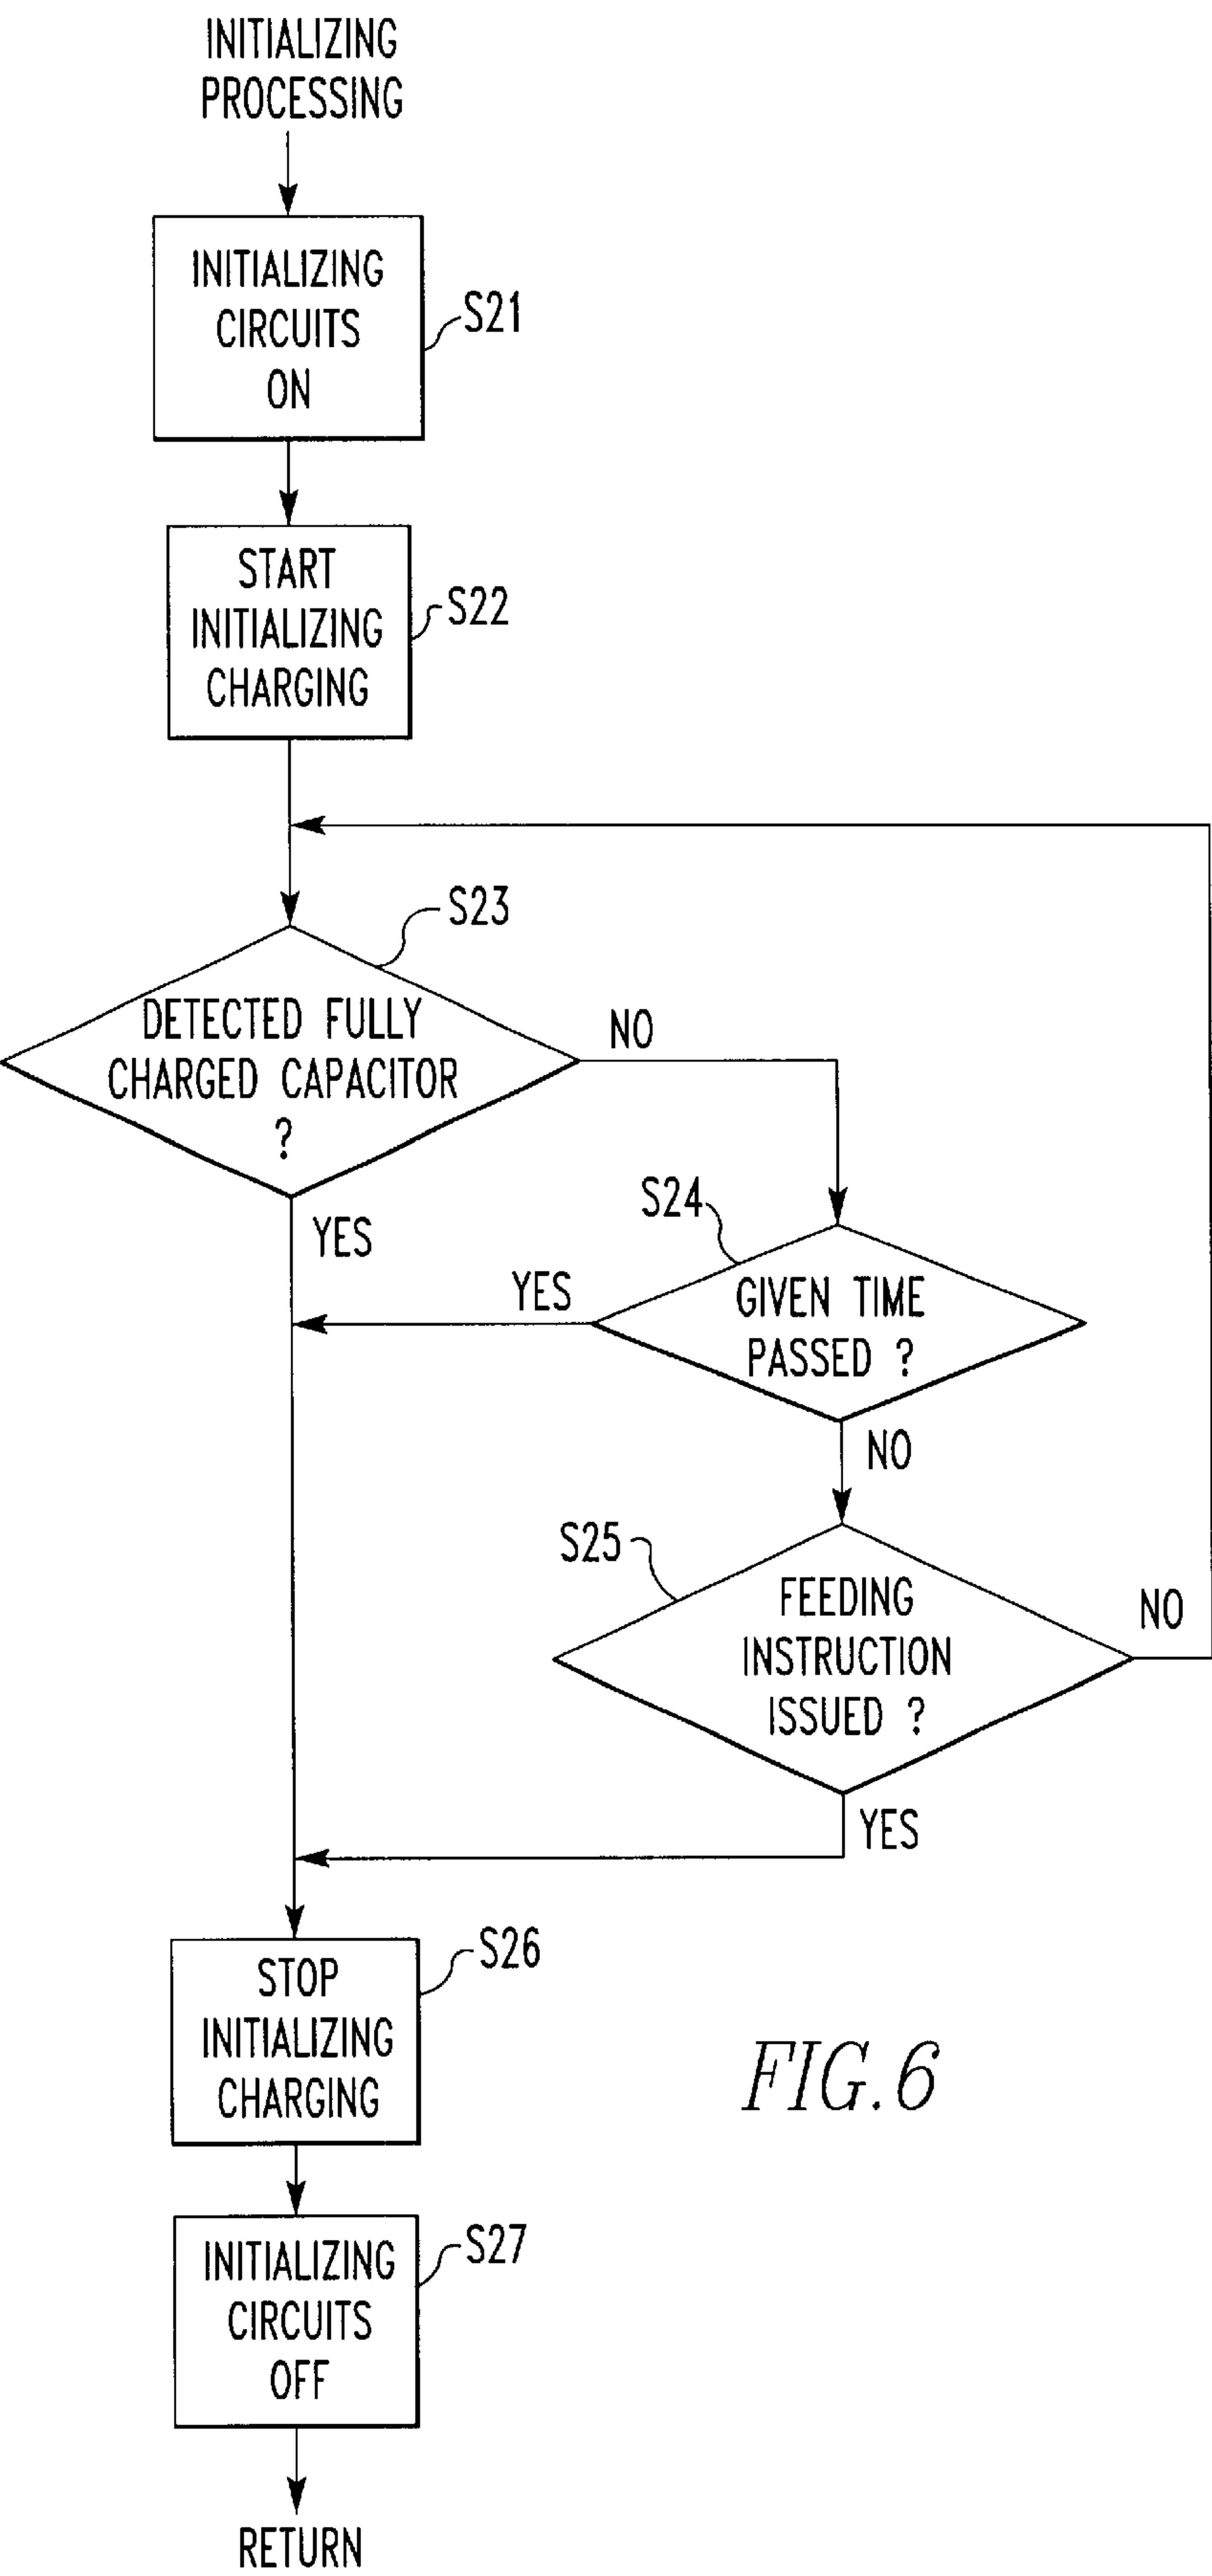 INITIALIZING
PROCESSING
INITIALIZING
CIRCUITS
ON
S21
START
INITIALIZING
CHARGING
S22
S23
DETECTED FULLY
CHARGED CAPACITOR
?
NO
YES
S24
YES
GIVEN TIME
PASSED ?
NO
S25
FEEDING
INSTRUCTION
ISSUED ?
NO
YES
STOP
INITIALIZING
CHARGING
S26
FIG.6
INITIALIZING
CIRCUITS
OFF
S27
RETURN